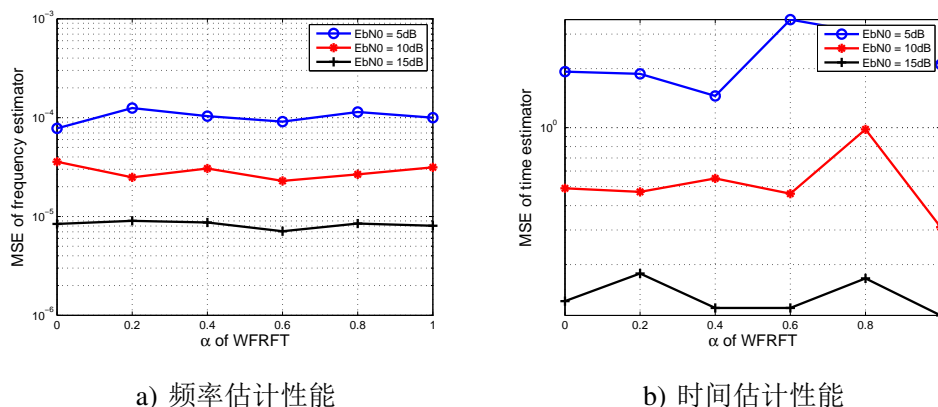 10^-3
10^-4
10^-5
10^-6
MSE of frequency estimator
EbN0 = 5dB
EbN0 = 10dB
EbN0 = 15dB
0 0.2 0.4 0.6 0.8 1
α of WFRFT
a) 频率估计性能
10^0
MSE of time estimator
EbN0 = 5dB
EbN0 = 10dB
EbN0 = 15dB
0 0.2 0.4 0.6 0.8
α of WFRFT
b) 时间估计性能